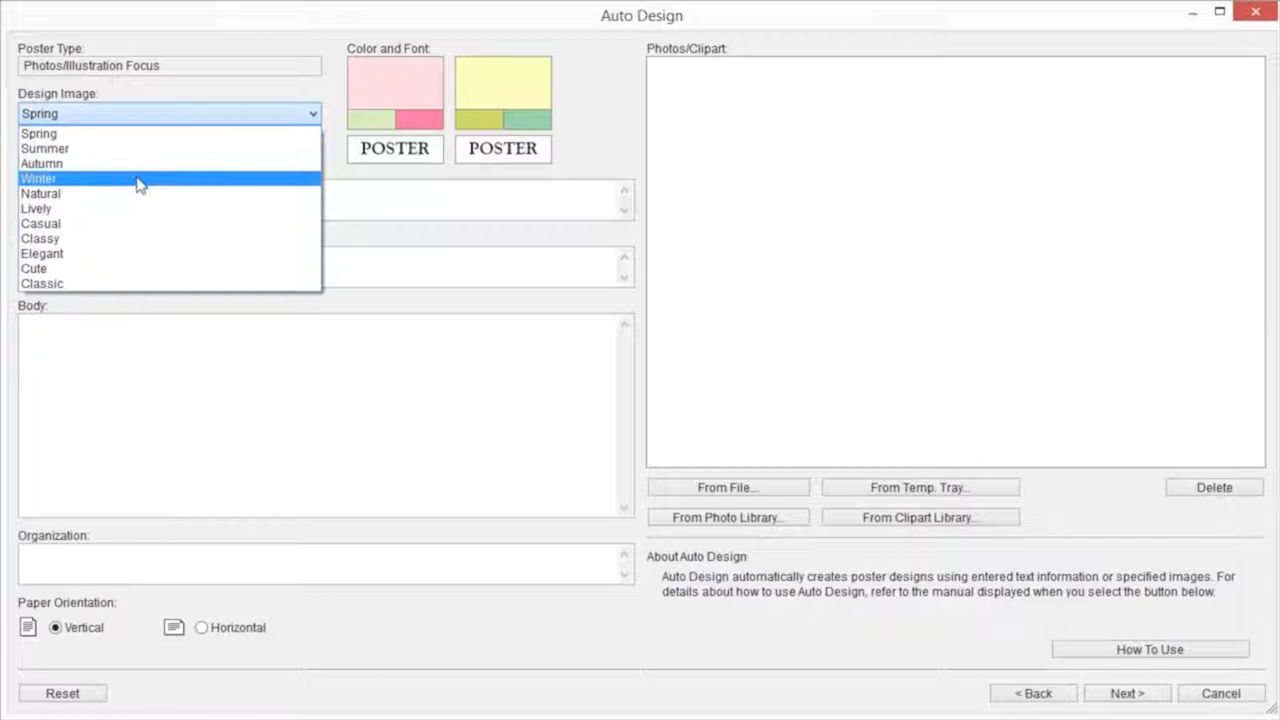 Auto Design
Poster Type:
Photos/Illustration Focus
Design Image:
Spring
Spring
Summer
Autumn
Winter
Natural
Lively
Casual
Classy
Elegant
Cute
Classic
Color and Font:
POSTER POSTER
Body:
Organization:
Paper Orientation:
Vertical Horizontal
Reset
Photos/Clipart:
From File... From Temp. Tray... Delete
From Photo Library... From Clipart Library...
About Auto Design
Auto Design automatically creates poster designs using entered text information or specified images. For
details about how to use Auto Design, refer to the manual displayed when you select the button below.
How To Use
< Back Next > Cancel